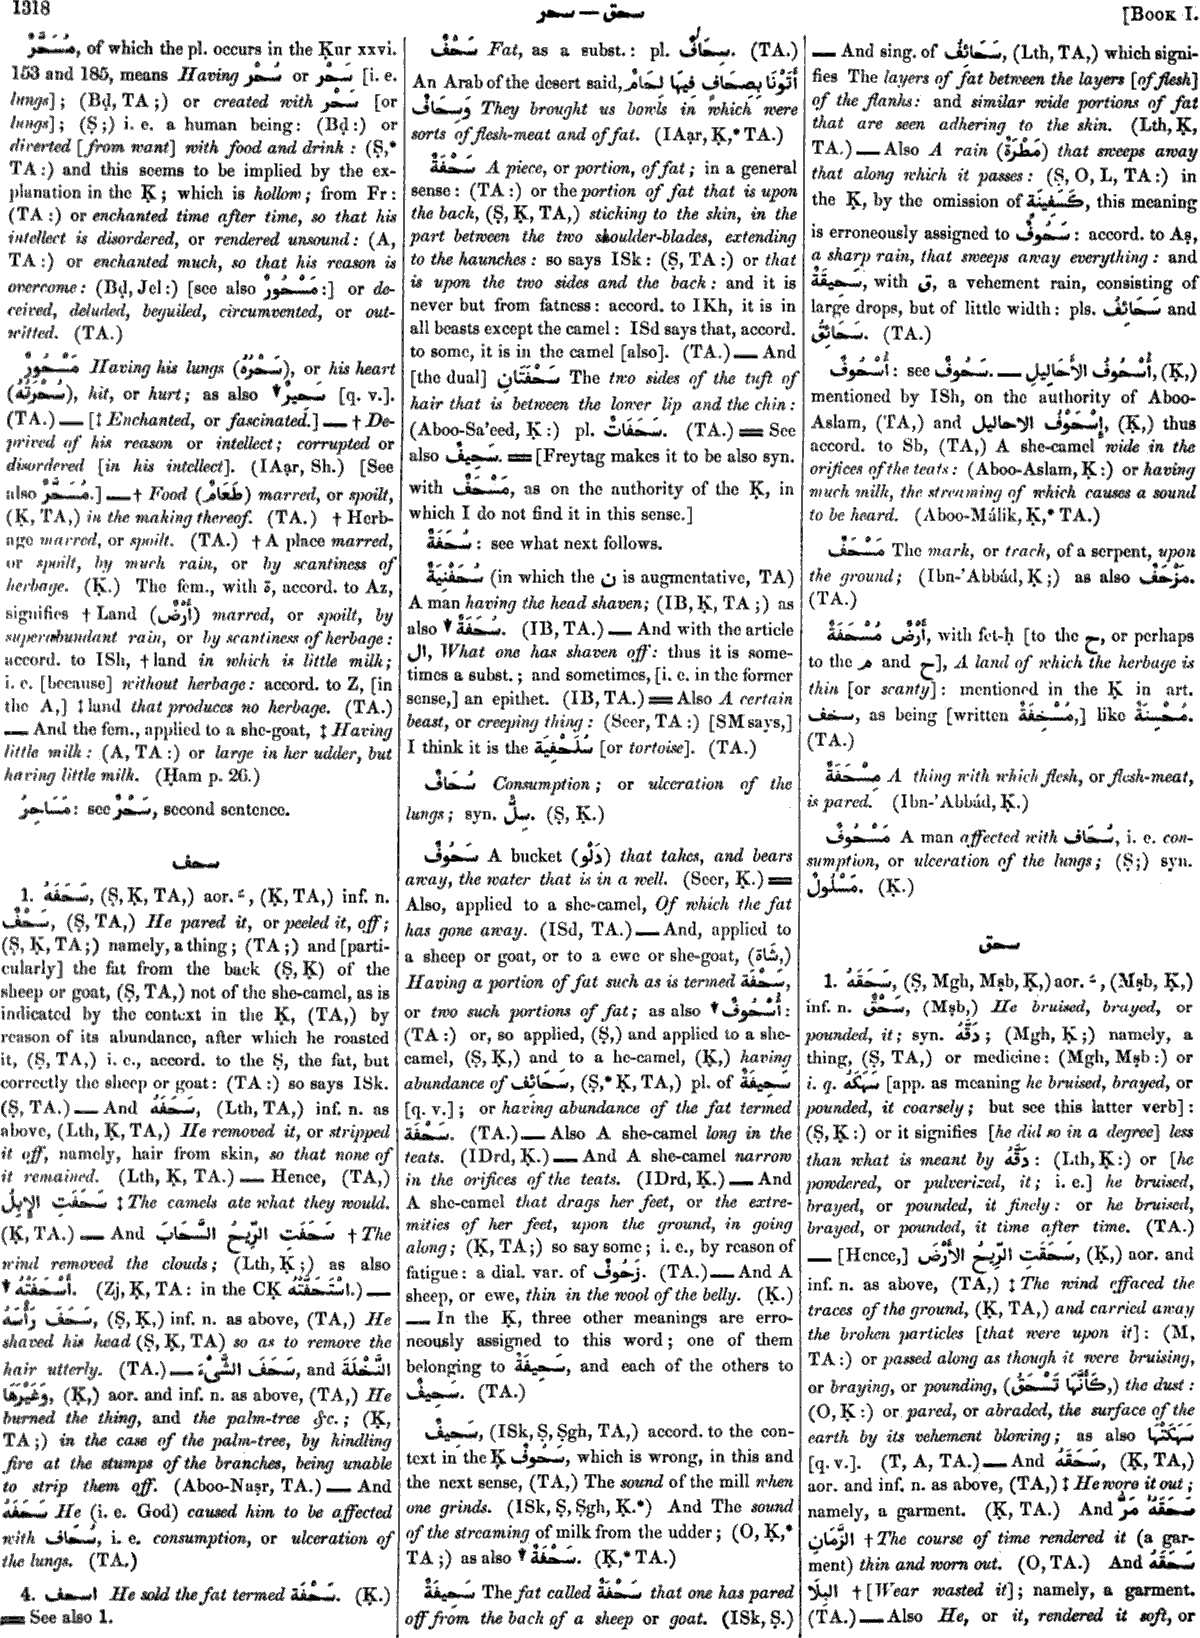 1318
سحر — سحق
[BOOK I.
مُسَحَّرٌ, of which the pl. occurs in the Ḳur xxvi.
153 and 185, means Having سَحْر or سُحْر [i. e.
lungs]; (Bḍ, TA;) or created with سَحْر [or
lungs]; (Ṣ;) i. e. a human being: (Bḍ:) or
diverted [from want] with food and drink: (Ṣ,*
TA:) and this seems to be implied by the ex-
planation in the Ḳ; which is hollow; from Fr:
(TA:) or enchanted time after time, so that his
intellect is disordered, or rendered unsound: (A,
TA:) or enchanted much, so that his reason is
overcome: (Bḍ, Jel:) [see also مَسْحُورٌ:] or de-
ceived, deluded, beguiled, circumvented, or out-
witted. (TA.)
مَسْحُورٌ Having his lungs (سَحْرُهُ), or his heart
(سُحْرَتُهُ), hit, or hurt; as also ▼ سَحِيرٌ [q. v.].
(TA.) — [‡ Enchanted, or fascinated.] — † De-
prived of his reason or intellect; corrupted or
disordered [in his intellect]. (IAạr, Sh.) [See
also مُسَحَّرٌ.] — † Food (طَعَام) marred, or spoilt,
(Ḳ, TA,) in the making thereof. (TA.) † Herb-
age marred, or spoilt. (TA.) † A place marred,
or spoilt, by much rain, or by scantiness of
herbage. (Ḳ.) The fem., with ة, accord. to Az,
signifies † Land (أَرْضٌ) marred, or spoilt, by
superabundant rain, or by scantiness of herbage:
accord. to ISh, † land in which is little milk;
i. e. [because] without herbage: accord. to Z, [in
the A,] ‡ land that produces no herbage. (TA.)
— And the fem., applied to a she-goat, ‡ Having
little milk: (A, TA:) or large in her udder, but
having little milk. (Ḥam p. 26.)
مَسَاحِرُ: see سَحْرٌ, second sentence.
سحف
1. سَحَفَهُ, (Ṣ, Ḳ, TA,) aor. ـَ, (Ḳ, TA,) inf. n.
سَحْفٌ, (Ṣ, TA,) He pared it, or peeled it, off;
(Ṣ, Ḳ, TA;) namely, a thing; (TA;) and [parti-
cularly] the fat from the back (Ṣ, Ḳ) of the
sheep or goat, (Ṣ, TA,) not of the she-camel, as is
indicated by the context in the Ḳ, (TA,) by
reason of its abundance, after which he roasted
it, (Ṣ, TA,) i. e., accord. to the Ṣ, the fat, but
correctly the sheep or goat: (TA:) so says ISk.
(Ṣ, TA.) — And سَحَفَهُ, (Lth, TA,) inf. n. as
above, (Lth, Ḳ, TA,) He removed it, or stripped
it off, namely, hair from skin, so that none of
it remained. (Lth, Ḳ, TA.) — Hence, (TA,)
سَحَفَتِ الإِبِلُ ‡ The camels ate what they would.
(Ḳ, TA.) — And سَحَفَتِ الرِّيحُ السَّحَابَ † The
wind removed the clouds; (Lth, Ḳ;) as also
▼ أَسْحَفَتْهُ. (Zj, Ḳ, TA: in the CḲ اسْتَحَفَتْهُ.) —
سَحَفَ رَأْسَهُ, (Ṣ, Ḳ,) inf. n. as above, (TA,) He
shaved his head (Ṣ, Ḳ, TA) so as to remove the
hair utterly. (TA.) — سَحَفَ الشَّىْءَ, and النَّخْلَةَ
وَغَيْرَهَا, (Ḳ,) aor. and inf. n. as above, (TA,) He
burned the thing, and the palm-tree &c.; (Ḳ,
TA;) in the case of the palm-tree, by kindling
fire at the stumps of the branches, being unable
to strip them off. (Aboo-Naṣr, TA.) — And
سَحَفَهُ He (i. e. God) caused him to be affected
with سُحَاف, i. e. consumption, or ulceration of
the lungs. (TA.)
4. اسحف He sold the fat termed سَحْفَة. (Ḳ.)
═ See also 1.
سَحْفٌ Fat, as a subst.: pl. سِحَافٌ. (TA.)
An Arab of the desert said, أَتَوْنَا بِصِحَافٍ فِيهَا لِحَامٌ
وَسِحَافٌ They brought us bowls in which were
sorts of flesh-meat and of fat. (IAạr, Ḳ,* TA.)
سَحْفَةٌ A piece, or portion, of fat; in a general
sense: (TA:) or the portion of fat that is upon
the back, (Ṣ, Ḳ, TA,) sticking to the skin, in the
part between the two shoulder-blades, extending
to the haunches: so says ISk: (Ṣ, TA:) or that
is upon the two sides and the back: and it is
never but from fatness: accord. to IKh, it is in
all beasts except the camel: ISd says that, accord.
to some, it is in the camel [also]. (TA.) — And
[the dual] سَحْفَتَانِ The two sides of the tuft of
hair that is between the lower lip and the chin:
(Aboo-Sa'eed, Ḳ:) pl. سَحَفَاتٌ. (TA.) ═ See
also سَحِيفٌ. ═ [Freytag makes it to be also syn.
with مَسْحَفٌ, as on the authority of the Ḳ, in
which I do not find it in this sense.]
سُحَفَةٌ: see what next follows.
سُحَفْنِيَةٌ (in which the ن is augmentative, TA)
A man having the head shaven; (IB, Ḳ, TA;) as
also ▼ سُحَفَةٌ. (IB, TA.) — And with the article
ال, What one has shaven off: thus it is some-
times a subst.; and sometimes, [i. e. in the former
sense,] an epithet. (IB, TA.) ═ Also A certain
beast, or creeping thing: (Seer, TA:) [SM says,]
I think it is the سُلَحْفِيَة [or tortoise]. (TA.)
سُحَافٌ Consumption; or ulceration of the
lungs; syn. سِلٌّ. (Ṣ, Ḳ.)
سَحُوفٌ A bucket (دَلْو) that takes, and bears
away, the water that is in a well. (Seer, Ḳ.) ═
Also, applied to a she-camel, Of which the fat
has gone away. (ISd, TA.) — And, applied to
a sheep or goat, or to a ewe or she-goat, (شَاة,)
Having a portion of fat such as is termed سَحْفَة,
or two such portions of fat; as also ▼ أُسْحُوفٌ:
(TA:) or, so applied, (Ṣ,) and applied to a she-
camel, (Ṣ, Ḳ,) and to a he-camel, (Ḳ,) having
abundance of سَحَائِف, (Ṣ,* Ḳ, TA,) pl. of سَحِيفَةٌ
[q. v.]; or having abundance of the fat termed
سَحْفَة. (TA.) — Also A she-camel long in the
teats. (IDrd, Ḳ.) — And A she-camel narrow
in the orifices of the teats. (IDrd, Ḳ.) — And
A she-camel that drags her feet, or the extre-
mities of her feet, upon the ground, in going
along; (Ḳ, TA;) so say some; i. e., by reason of
fatigue: a dial. var. of زَحُوفٌ. (TA.) — And A
sheep, or ewe, thin in the wool of the belly. (Ḳ.)
— In the Ḳ, three other meanings are erro-
neously assigned to this word; one of them
belonging to سَحِيفَةٌ, and each of the others to
سَحِيفٌ. (TA.)
سَحِيفٌ, (ISk, Ṣ, Ṣgh, TA,) accord. to the con-
text in the Ḳ سَحُوفٌ, which is wrong, in this and
the next sense, (TA,) The sound of the mill when
one grinds. (ISk, Ṣ, Ṣgh, Ḳ.*) And The sound
of the streaming of milk from the udder; (O, Ḳ,*
TA;) as also ▼ سَحْفَةٌ. (Ḳ,* TA.)
سَحِيفَةٌ The fat called سَحْفَة that one has pared
off from the back of a sheep or goat. (ISk, Ṣ.)
— And sing. of سَحَائِفُ, (Lth, TA,) which signi-
fies The layers of fat between the layers [of flesh]
of the flanks: and similar wide portions of fat
that are seen adhering to the skin. (Lth, Ḳ,
TA.) — Also A rain (مَطْرَة) that sweeps away
that along which it passes: (Ṣ, O, L, TA:) in
the Ḳ, by the omission of كَسَفِينَةٍ, this meaning
is erroneously assigned to سَحُوفٌ: accord. to Aṣ,
a sharp rain, that sweeps away everything: and
سَحِيقَةٌ, with ق, a vehement rain, consisting of
large drops, but of little width: pls. سَحَائِفُ and
سَحَائِقُ. (TA.)
أُسْحُوفٌ: see سَحُوفٌ. — أُسْحُوفُ الأَحَالِيلِ, (Ḳ,)
mentioned by ISh, on the authority of Aboo-
Aslam, (TA,) and إِسْحَوْفُ الاحاليل, (Ḳ,) thus
accord. to Sb, (TA,) A she-camel wide in the
orifices of the teats: (Aboo-Aslam, Ḳ:) or having
much milk, the streaming of which causes a sound
to be heard. (Aboo-Málik, Ḳ,* TA.)
مَسْحَفٌ The mark, or track, of a serpent, upon
the ground; (Ibn-'Abbád, Ḳ;) as also مَزْحَفٌ.
(TA.)
أَرْضٌ مُسْحَفَةٌ, with fet-ḥ [to the ح, or perhaps
to the م and ح], A land of which the herbage is
thin [or scanty]: mentioned in the Ḳ in art.
سخف, as being [written مُسْخِفَةٌ,] like مُحْسِنَةٌ.
(TA.)
مِسْحَفَةٌ A thing with which flesh, or flesh-meat,
is pared. (Ibn-'Abbád, Ḳ.)
مَسْحُوفٌ A man affected with سُحَاف, i. e. con-
sumption, or ulceration of the lungs; (Ṣ;) syn.
مَسْلُولٌ. (Ḳ.)
سحق
1. سَحَقَهُ, (Ṣ, Mgh, Mṣb, Ḳ,) aor. ـَ, (Mṣb, Ḳ,)
inf. n. سَحْقٌ, (Mṣb,) He bruised, brayed, or
pounded, it; syn. دَقَّهُ; (Mgh, Ḳ;) namely, a
thing, (Ṣ, TA,) or medicine: (Mgh, Mṣb:) or
i. q. سَهَكَهُ [app. as meaning he bruised, brayed, or
pounded, it coarsely; but see this latter verb]:
(Ṣ, Ḳ:) or it signifies [he did so in a degree] less
than what is meant by دَقَّهُ: (Lth, Ḳ:) or [he
powdered, or pulverized, it; i. e.] he bruised,
brayed, or pounded, it finely: or he bruised,
brayed, or pounded, it time after time. (TA.)
— [Hence,] سَحَقَتِ الرِّيحُ الأَرْضَ, (Ḳ,) aor. and
inf. n. as above, (TA,) ‡ The wind effaced the
traces of the ground, (Ḳ, TA,) and carried away
the broken particles [that were upon it]: (M,
TA:) or passed along as though it were bruising,
or braying, or pounding, (كَأَنَّهَا تَسْحَقُ,) the dust:
(O, Ḳ:) or pared, or abraded, the surface of the
earth by its vehement blowing; as also سَهَكَتْهَا
[q. v.]. (T, A, TA.) — And سَحَقَهُ, (Ḳ, TA,)
aor. and inf. n. as above, (TA,) ‡ He wore it out;
namely, a garment. (Ḳ, TA.) And سَحَقَهُ مَرُّ
الزَّمَانِ † The course of time rendered it (a gar-
ment) thin and worn out. (O, TA.) And سَحَقَهُ
البِلَا † [Wear wasted it]; namely, a garment.
(TA.) — Also He, or it, rendered it soft, or